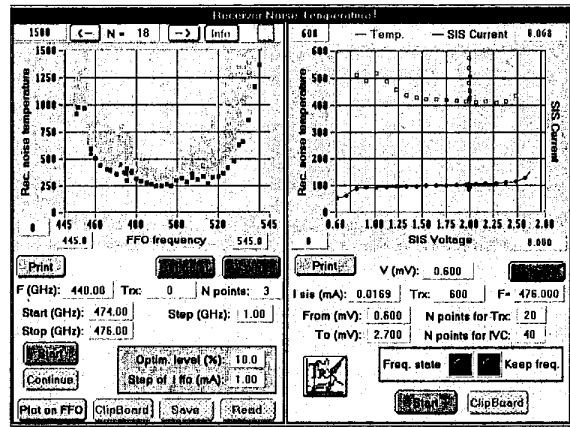 Receiver Noise Temperature!
1500 <-- N = 18 --> Info
1500
1250
1000
750
500
250
0
Rec. noise temperature
445 460 480 500 520 545
0 445.0 FFO frequency 545.0
Print
F (GHz): 440.00 Trx: 0 N points: 3
Start (GHz): 474.00 Step (GHz): 1.00
Stop (GHz): 476.00
Start
Continue
Optim. level (%): 10.0
Step of I ffo (mA): 1.00
Plot on FFO ClipBoard Save Read
600 Temp. SIS Current 0.068
600
500
400
300
200
100
0
Rec. noise temperature
SIS Current
0.60 1.00 1.25 1.50 1.75 2.00 2.25 2.50 2.80
0 SIS Voltage 0.000
Print V (mV): 0.600
I sis (mA): 0.0169 Trx: 600 F= 476.000
From (mV): 0.600 N points for Trx: 20
To (mV): 2.700 N points for IVC: 40
Trx
Freq. state Keep freq.
Start ClipBoard